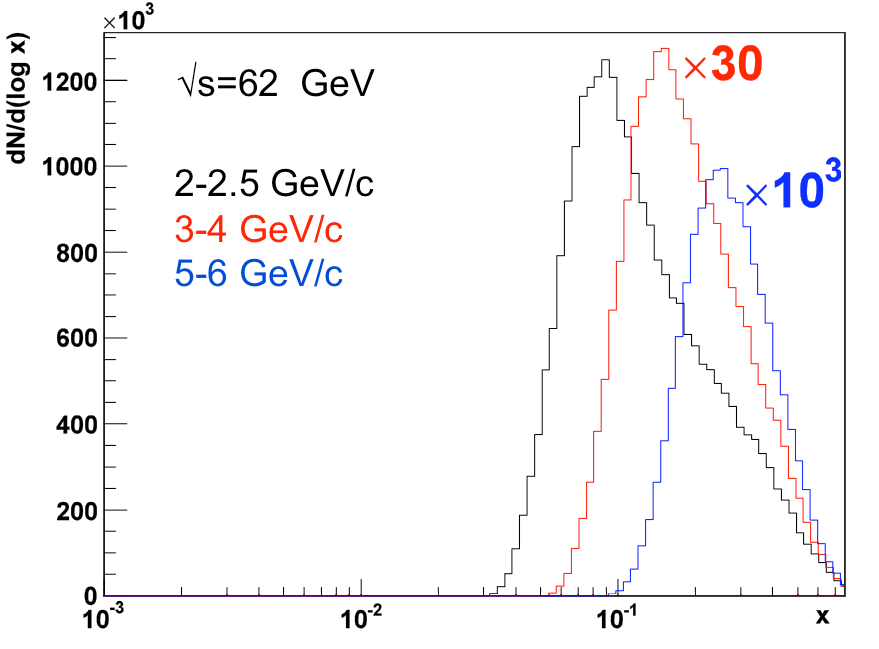 ×10³
dN/d(log x)
√s=62 GeV
2-2.5 GeV/c
3-4 GeV/c
5-6 GeV/c
×30
×10³
1200
1000
800
600
400
200
0
10⁻³
10⁻²
10⁻¹
x